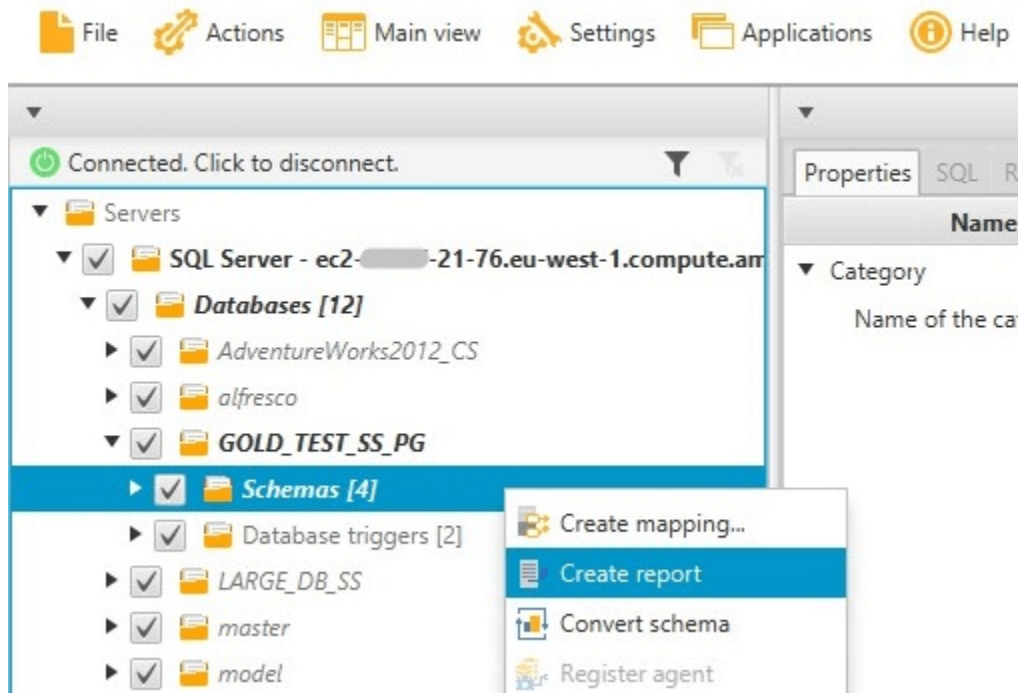 File Actions Main view Settings Applications Help
Connected. Click to disconnect.
Servers
SQL Server - ec2- -21-76.eu-west-1.compute.am
Databases [12]
AdventureWorks2012_CS
alfresco
GOLD_TEST_SS_PG
Schemas [4]
Database triggers [2]
LARGE_DB_SS
master
model
Create mapping...
Create report
Convert schema
Register agent
Properties SQL R
Name
Category
Name of the ca